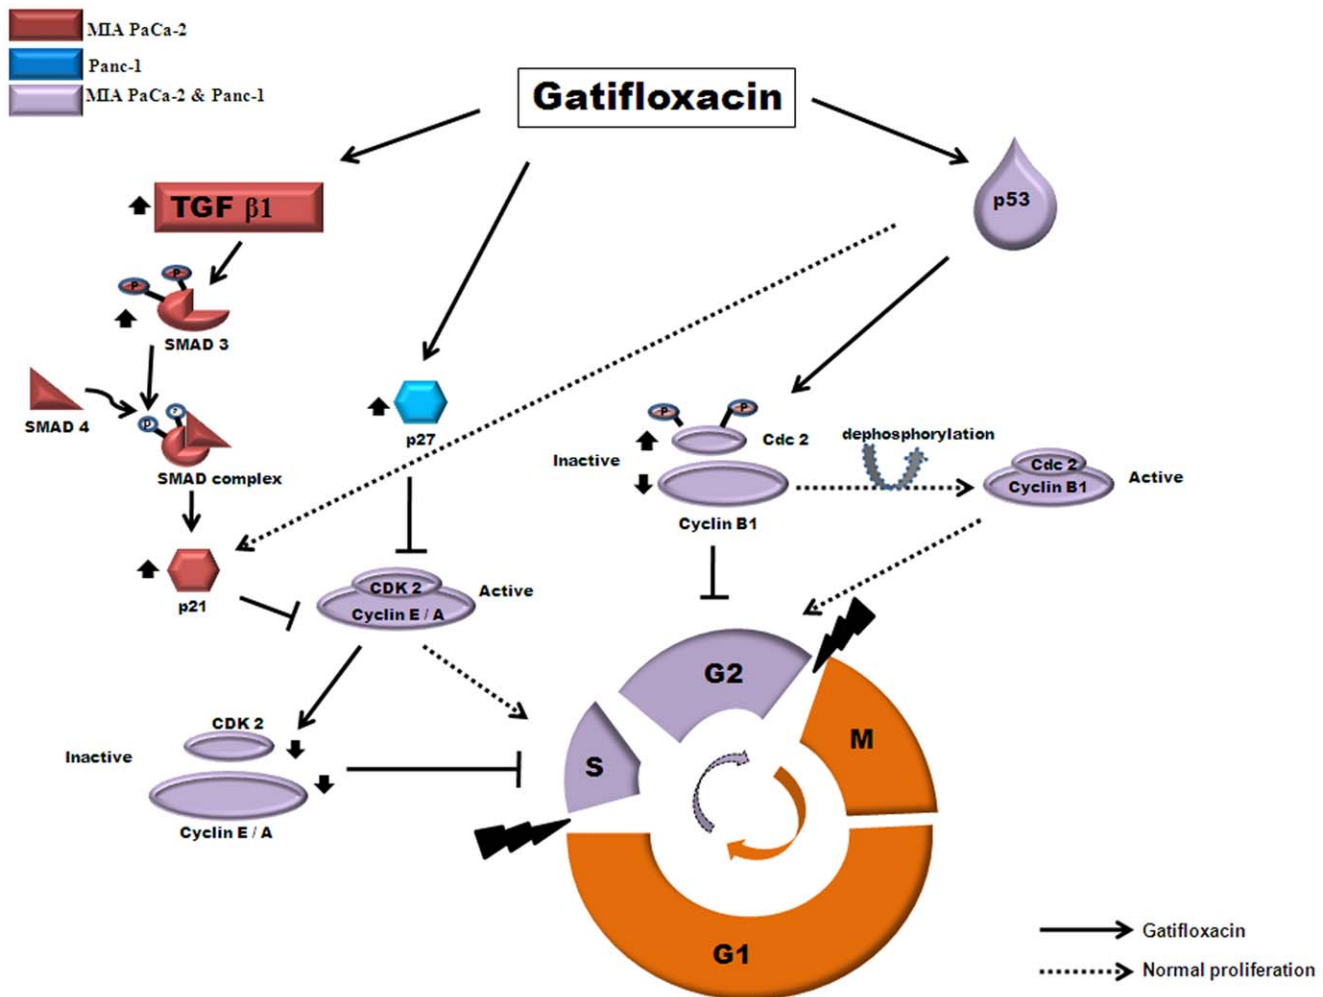 MIA PaCa-2
Panc-1
MIA PaCa-2 & Panc-1
Gatifloxacin
TGF β1
p53
P
P
SMAD 3
SMAD 4
P
?
SMAD complex
p21
p27
P
P
Cdc 2
Inactive
Cyclin B1
dephosphorylation
Cdc 2
Cyclin B1
Active
CDK 2
Cyclin E / A
Active
CDK 2
Inactive
Cyclin E / A
G2
S
M
G1
Gatifloxacin
Normal proliferation